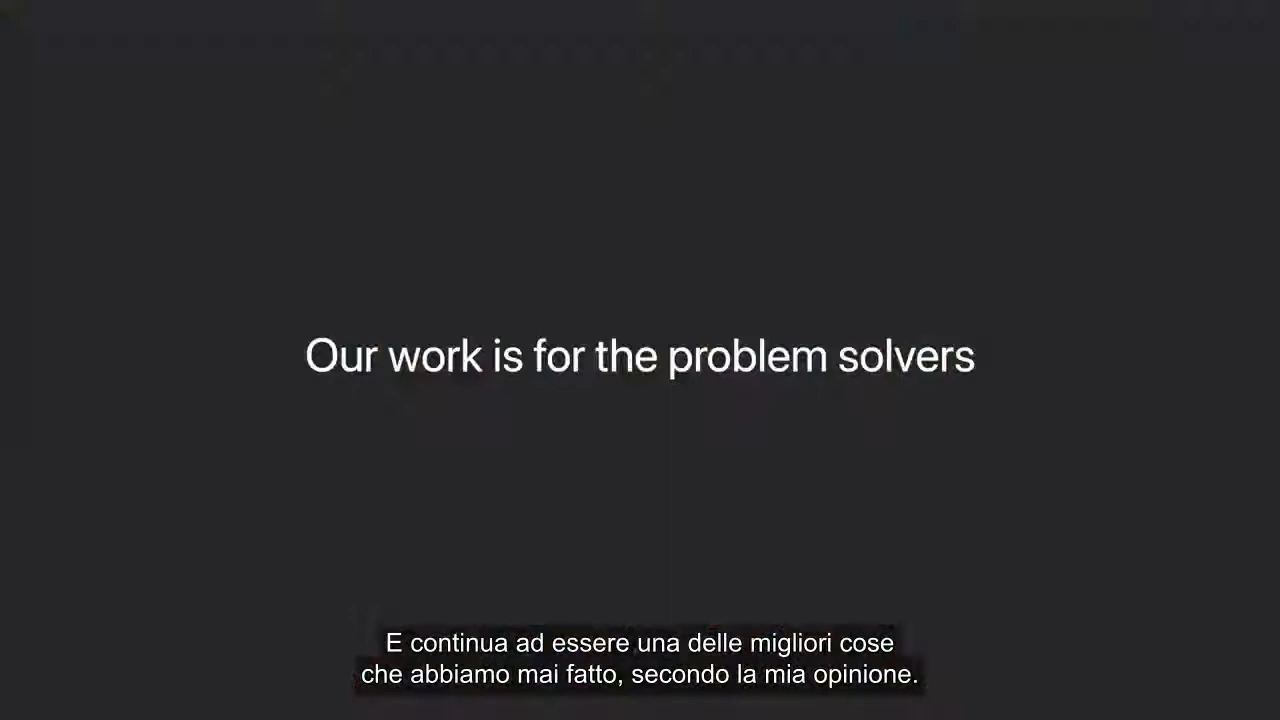 Our work is for the problem solvers
E continua ad essere una delle migliori cose
che abbiamo mai fatto, secondo la mia opinione.